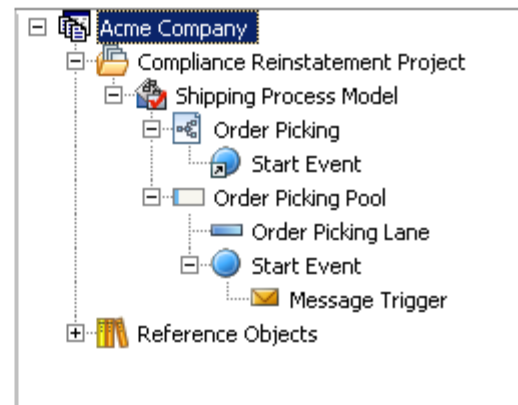 Acme Company
Compliance Reinstatement Project
Shipping Process Model
Order Picking
Start Event
Order Picking Pool
Order Picking Lane
Start Event
Message Trigger
Reference Objects